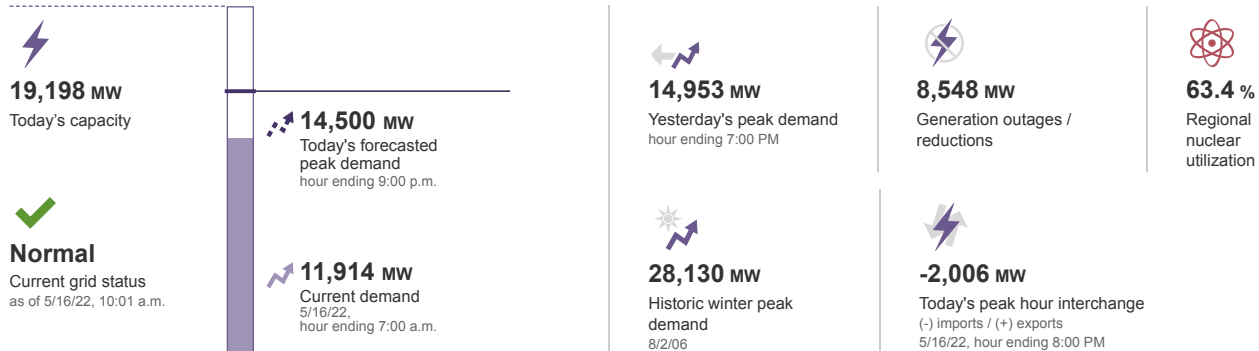 19,198 MW
Today's capacity
Normal
Current grid status
as of 5/16/22, 10:01 a.m.
14,500 MW
Today's forecasted
peak demand
hour ending 9:00 p.m.
11,914 MW
Current demand
5/16/22,
hour ending 7:00 a.m.
14,953 MW
Yesterday's peak demand
hour ending 7:00 PM
8,548 MW
Generation outages /
reductions
63.4 %
Regional
nuclear
utilization
28,130 MW
Historic winter peak
demand
8/2/06
-2,006 MW
Today's peak hour interchange
(-) imports / (+) exports
5/16/22, hour ending 8:00 PM